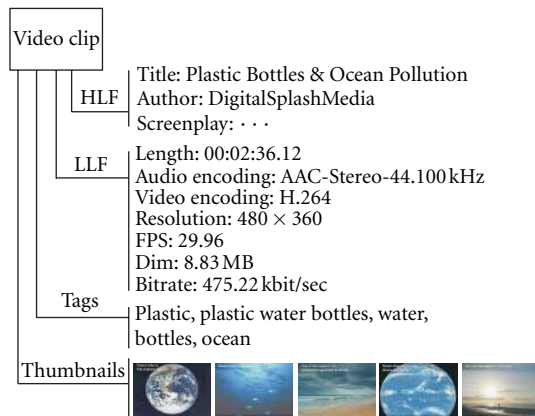 Video clip
HLF
Title: Plastic Bottles & Ocean Pollution
Author: DigitalSplashMedia
Screenplay: · · ·
LLF
Length: 00:02:36.12
Audio encoding: AAC-Stereo-44.100 kHz
Video encoding: H.264
Resolution: 480 × 360
FPS: 29.96
Dim: 8.83 MB
Bitrate: 475.22 kbit/sec
Tags
Plastic, plastic water bottles, water,
bottles, ocean
Thumbnails